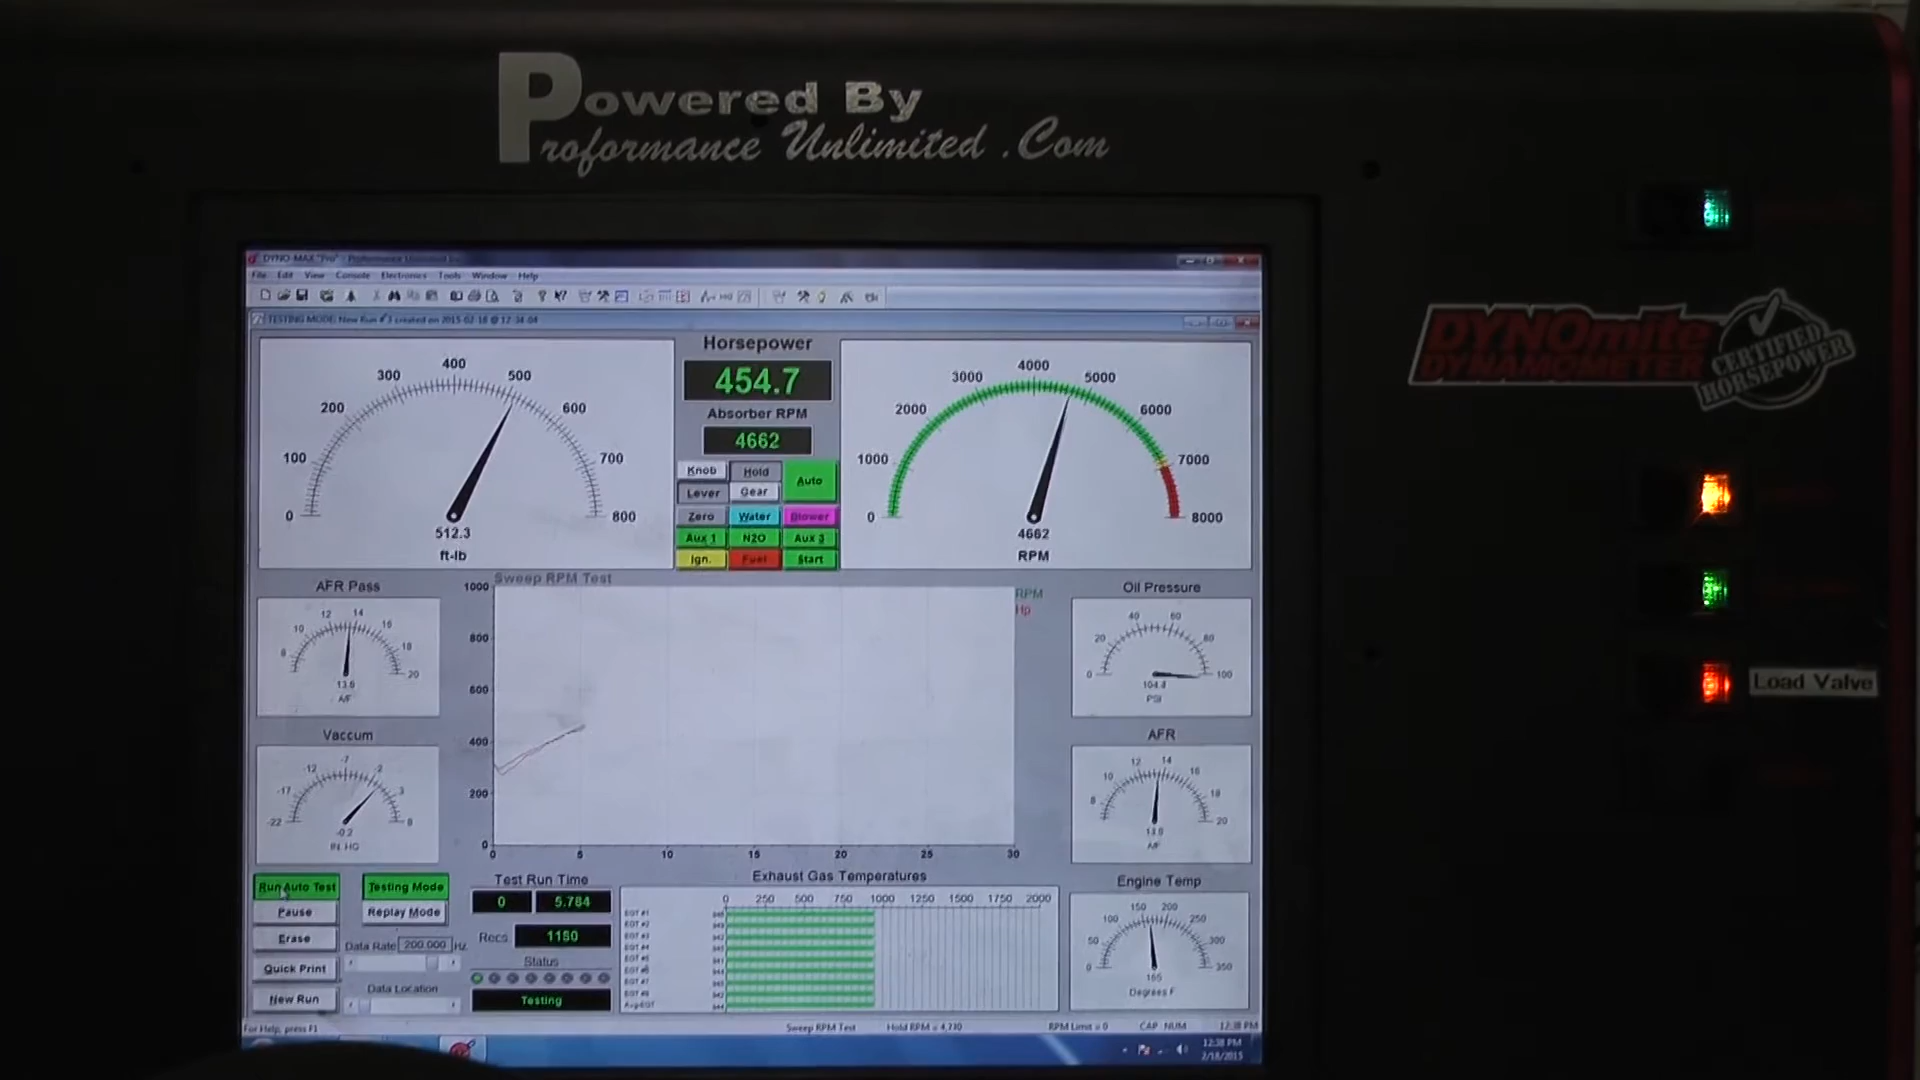 Powered By
Proformance Unlimited .Com
DYNO-MAX "Pro" - Proformance Unlimited
File Edit View Console Electronics Tools Window Help
TESTING MODE: New Run #3 created on 2015-02-18 @ 12:34:04
Horsepower
454.7
Absorber RPM
4662
Knob Hold Auto
Lever Gear
Zero Water Blower
Aux 1 N2O Aux 3
Ign. Fuel Start
0 100 200 300 400 500 600 700 800
512.3
ft-lb
0 1000 2000 3000 4000 5000 6000 7000 8000
4662
RPM
DYNOmite
DYNAMOMETER
CERTIFIED
HORSEPOWER
AFR Pass
8 10 12 14 16 18 20
13.8
A/F
Sweep RPM Test
1000
800
600
400
200
0
0 5 10 15 20 25 30
RPM
Hp
Oil Pressure
0 20 40 60 80 100
104.4
PSI
Load Valve
Vaccum
-22 -17 -12 -7 -2 3 8
-0.2
IN. HG
AFR
8 10 12 14 16 18 20
A/F
Run Auto Test
Pause
Erase
Quick Print
New Run
Testing Mode
Replay Mode
Data Rate 200.000 Hz
Data Location
Test Run Time
0 5.784
Recs 1180
Status
Testing
Exhaust Gas Temperatures
0 250 500 750 1000 1250 1500 1750 2000
EGT #1
EGT #2
EGT #3
EGT #4
EGT #5
EGT #6
EGT #7
EGT #8
Avg EGT
Engine Temp
0 50 100 150 200 250 300 350
165
Degrees F
For Help, press F1
Sweep RPM Test
Hold RPM = 4,730
RPM Limit = 0
CAP NUM
12:38 PM
12:38 PM
2/18/2015